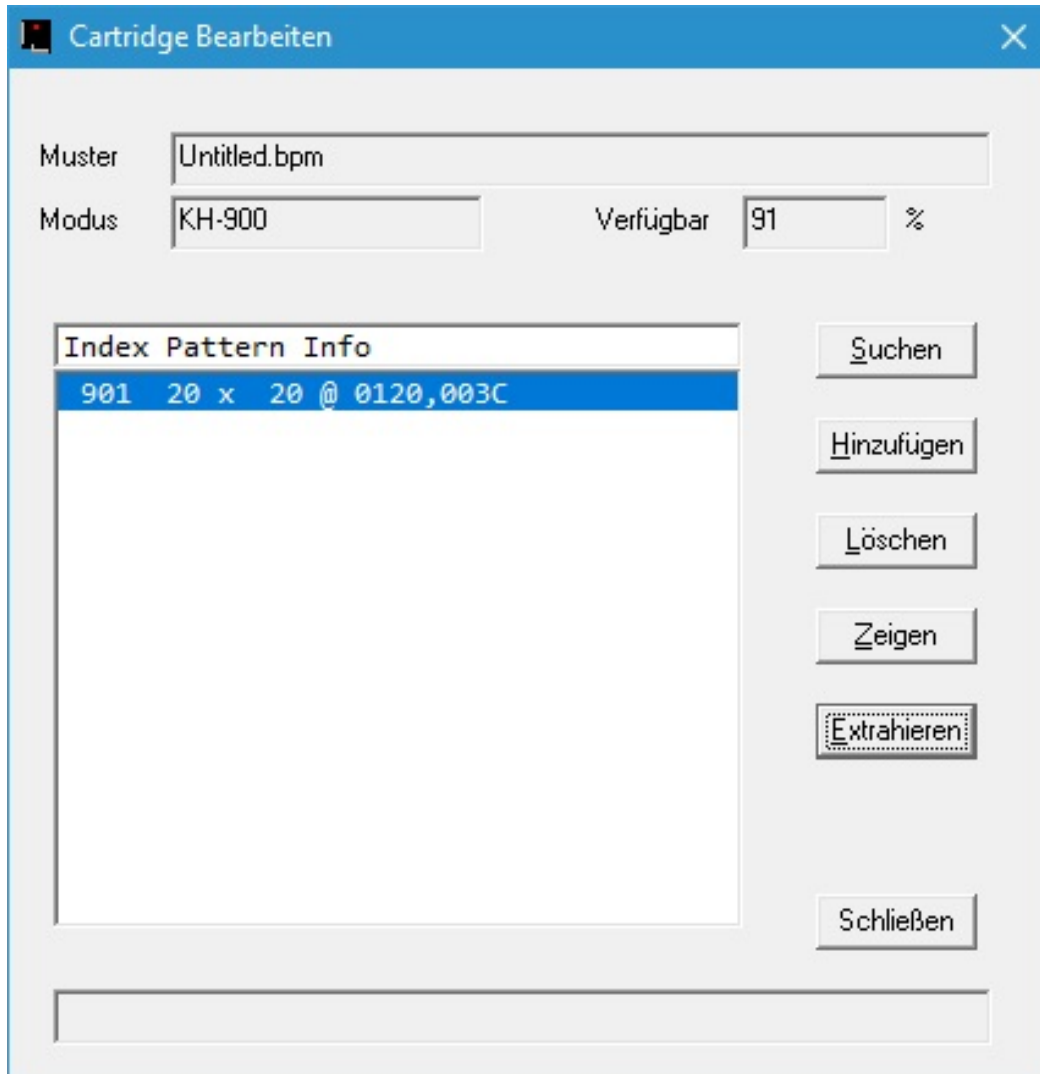 Cartridge Bearbeiten
Muster Untitled.bpm
Modus KH-900 Verfügbar 91 %
Index Pattern Info
901 20 x 20 @ 0120,003C
Suchen
Hinzufügen
Löschen
Zeigen
Extrahieren
Schließen